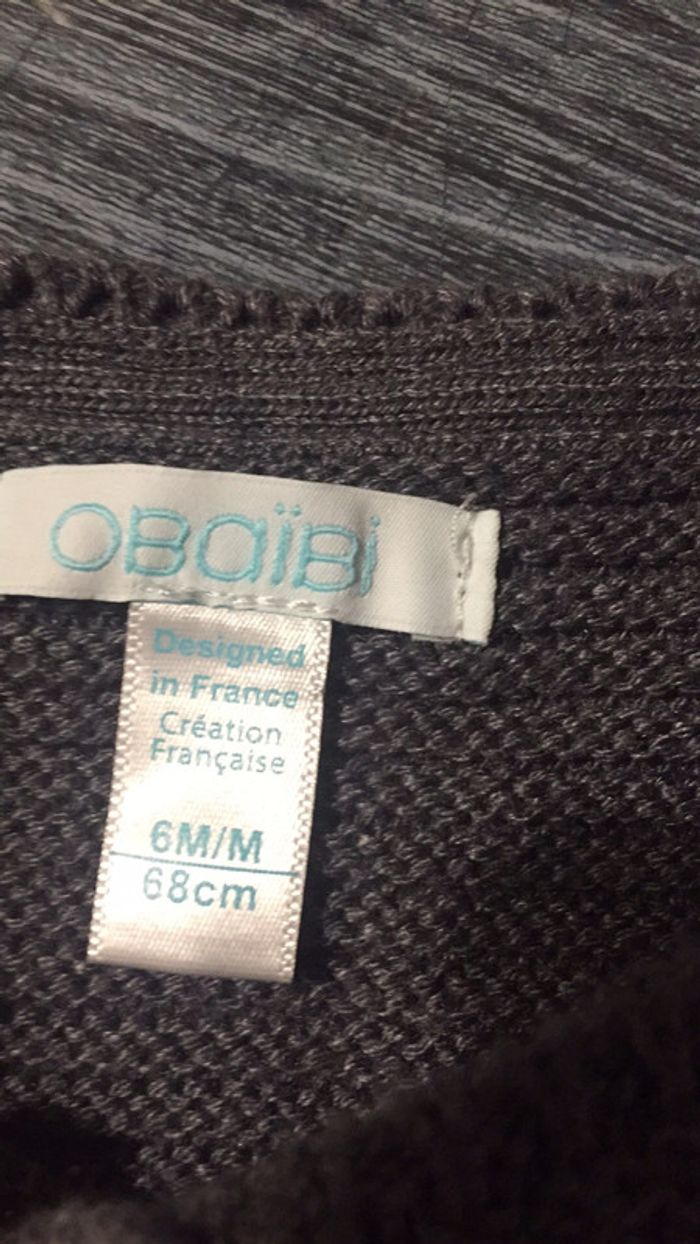 OBaïBi
Designed
in France
Création
Française
6M/M
68cm